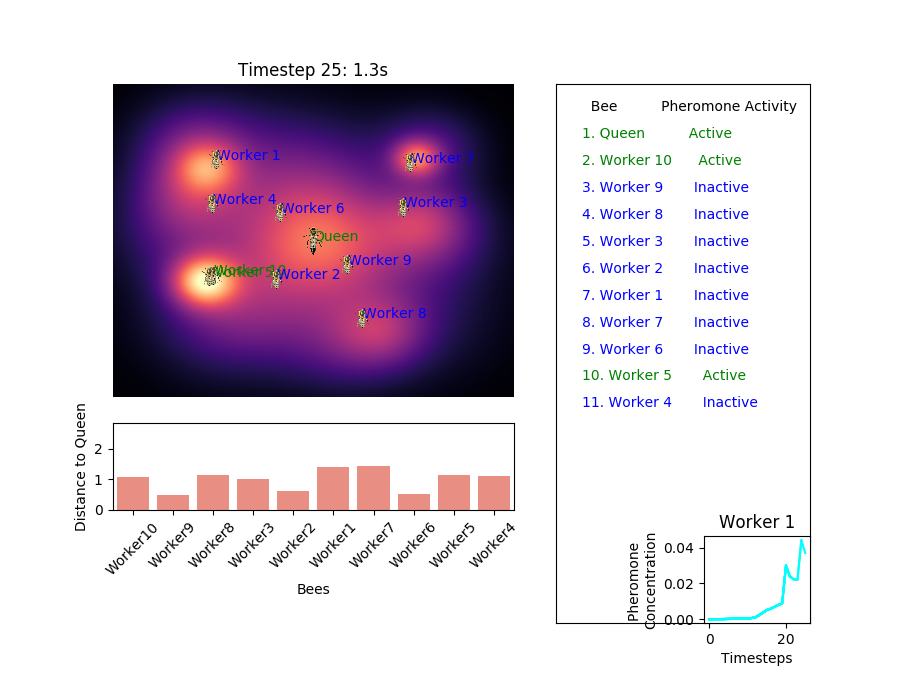 Timestep 25: 1.3s
Worker 1
Worker 7
Worker 4
Worker 3
Worker 6
Queen
Worker 9
Worker 10
Worker 5
Worker 2
Worker 8
Bee Pheromone Activity
1. Queen Active
2. Worker 10 Active
3. Worker 9 Inactive
4. Worker 8 Inactive
5. Worker 3 Inactive
6. Worker 2 Inactive
7. Worker 1 Inactive
8. Worker 7 Inactive
9. Worker 6 Inactive
10. Worker 5 Active
11. Worker 4 Inactive
Distance to Queen
2
1
0
Worker10
Worker9
Worker8
Worker3
Worker2
Worker1
Worker7
Worker6
Worker5
Worker4
Bees
Worker 1
Pheromone
Concentration
0.04
0.02
0.00
0 20
Timesteps